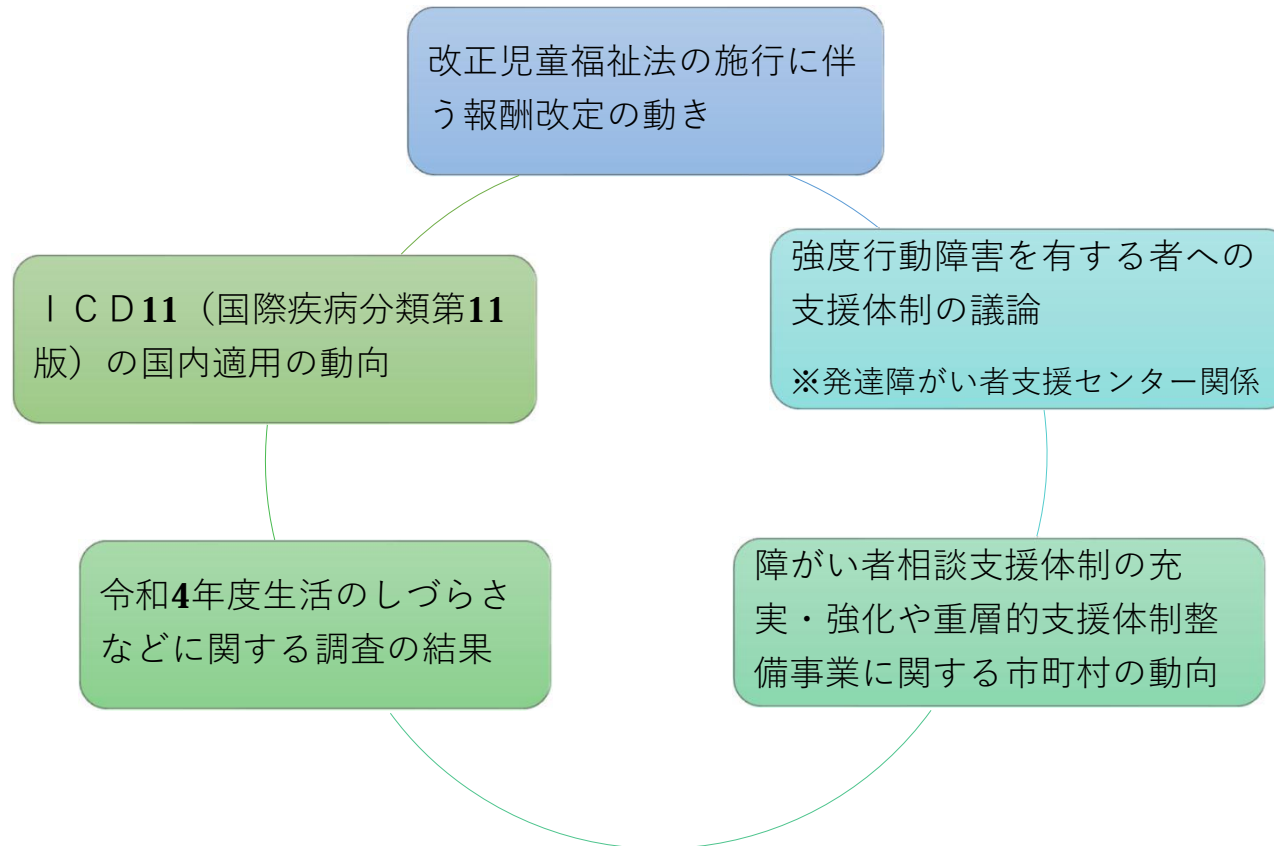 改正児童福祉法の施行に伴
う報酬改定の動き
強度行動障害を有する者への
支援体制の議論
※発達障がい者支援センター関係
障がい者相談支援体制の充
実・強化や重層的支援体制整
備事業に関する市町村の動向
令和4年度生活のしづらさ
などに関する調査の結果
ＩＣＤ11（国際疾病分類第11
版）の国内適用の動向